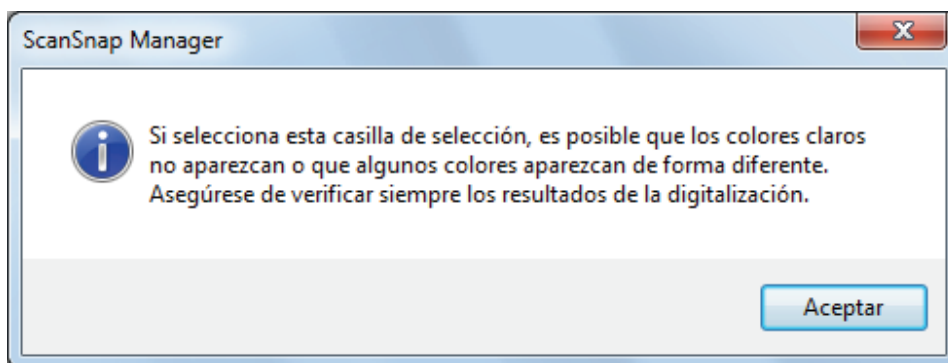 ScanSnap Manager
Si selecciona esta casilla de selección, es posible que los colores claros
no aparezcan o que algunos colores aparezcan de forma diferente.
Asegúrese de verificar siempre los resultados de la digitalización.
Aceptar